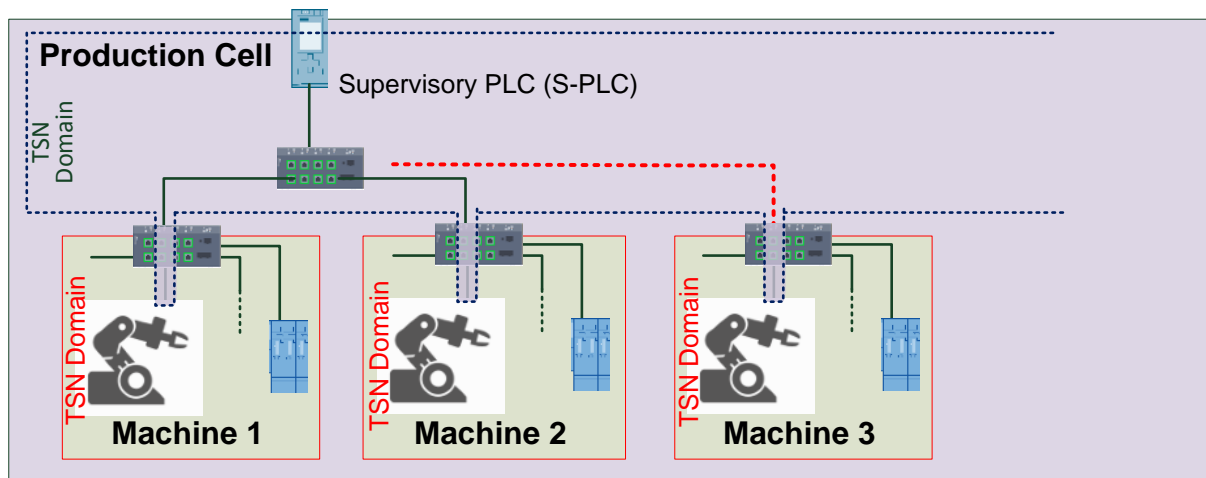 Production Cell
Supervisory PLC (S-PLC)
TSN
Domain
TSN Domain
TSN Domain
TSN Domain
Machine 1
Machine 2
Machine 3